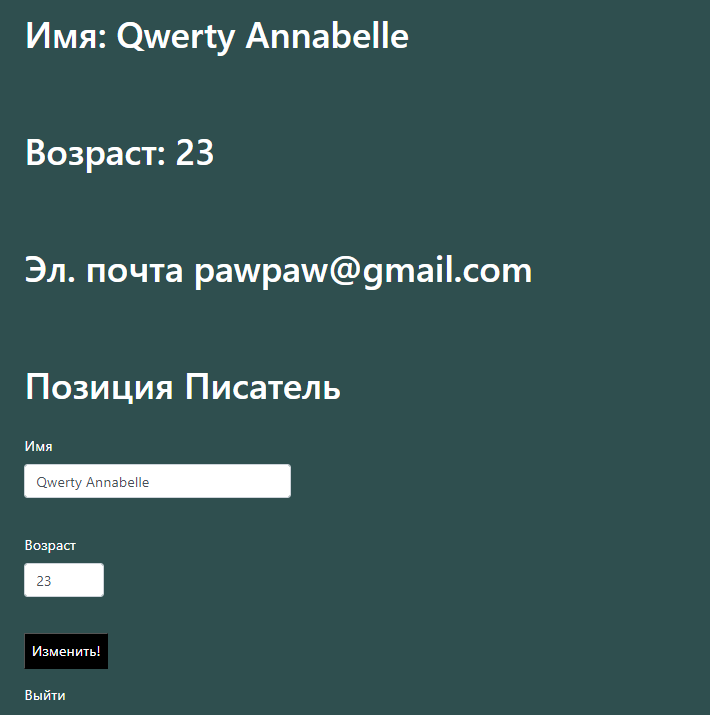 Имя: Qwerty Annabelle
Возраст: 23
Эл. почта pawpaw@gmail.com
Позиция Писатель
Имя
Qwerty Annabelle
Возраст
23
Изменить!
Выйти